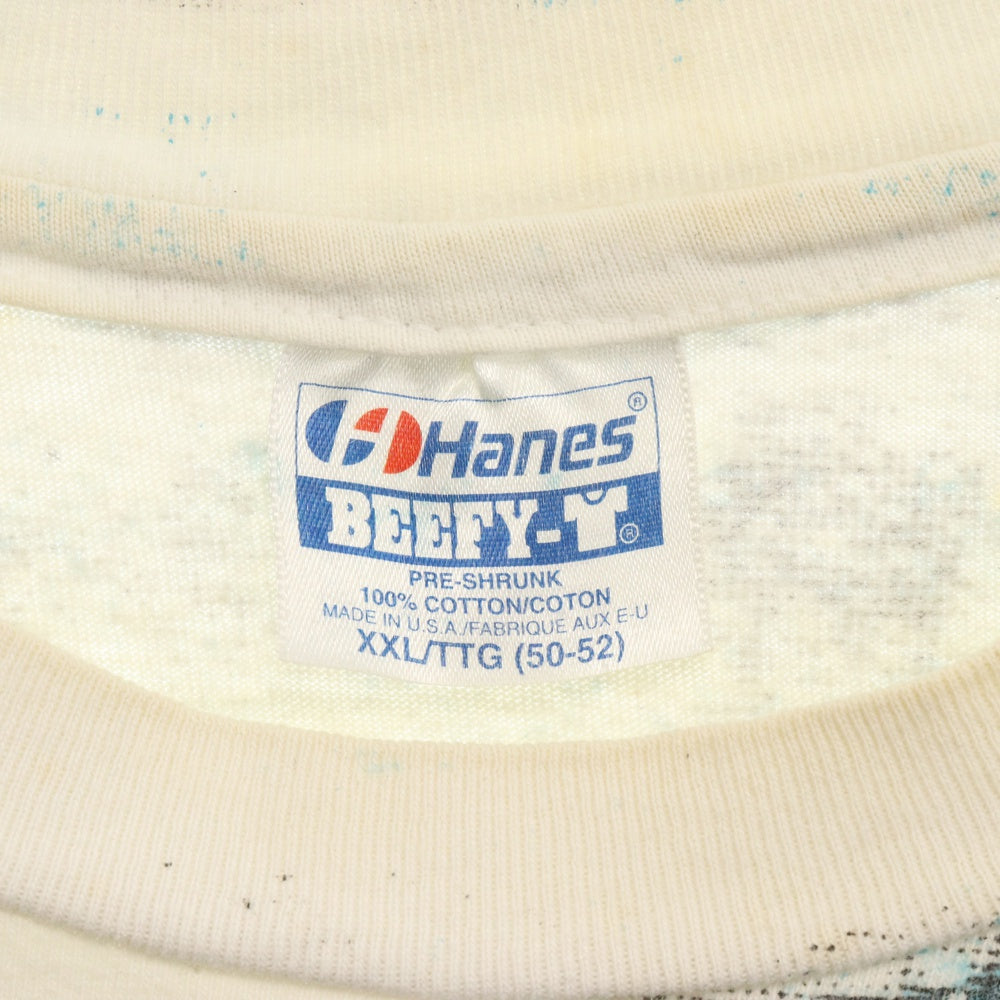 Hanes®
BEEFY-T®
PRE-SHRUNK
100% COTTON/COTON
MADE IN U.S.A./FABRIQUE AUX E-U
XXL/TTG (50-52)